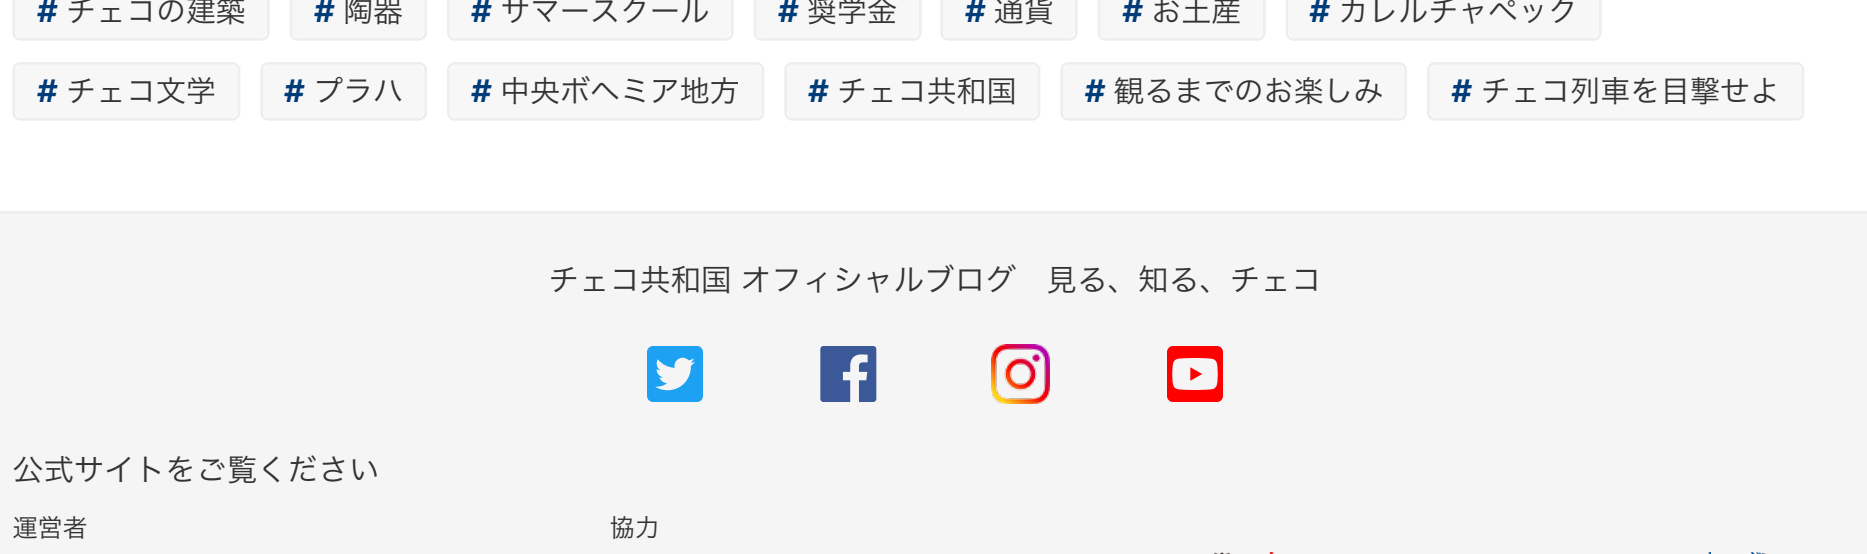 # チェコの建築 # 陶器 # サマースクール # 奨学金 # 通貨 # お土産 # カレルチャペック
# チェコ文学 # プラハ # 中央ボヘミア地方 # チェコ共和国 # 観るまでのお楽しみ # チェコ列車を目撃せよ
チェコ共和国 オフィシャルブログ　見る、知る、チェコ
公式サイトをご覧ください
運営者 協力